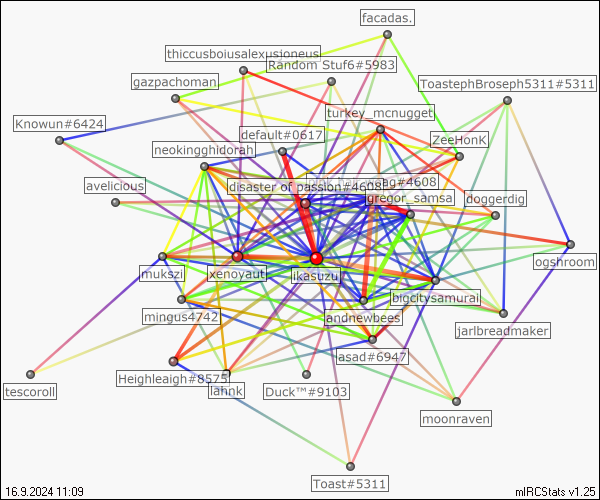 facadas.
thiccusboiusalexusioneus
Random Stuf6#5983
gazpachoman
ToastephBroseph5311#5311
turkey_mcnugget
Knowun#6424
default#0617
ZeeHonK
neokingghidorah
avelicious
disaster of passion#4608
ag#4608
gregor_samsa
doggerdig
mukszi
xenoyaut
ikasuzu
ogshroom
bigcitysamurai
mingus4742
andnewbees
jarlbreadmaker
asad#6947
Heighleigh#8575
lahnk
Duck™#9103
tescoroll
moonraven
Toast#5311
16.9.2024 11:09
mIRCStats v1.25